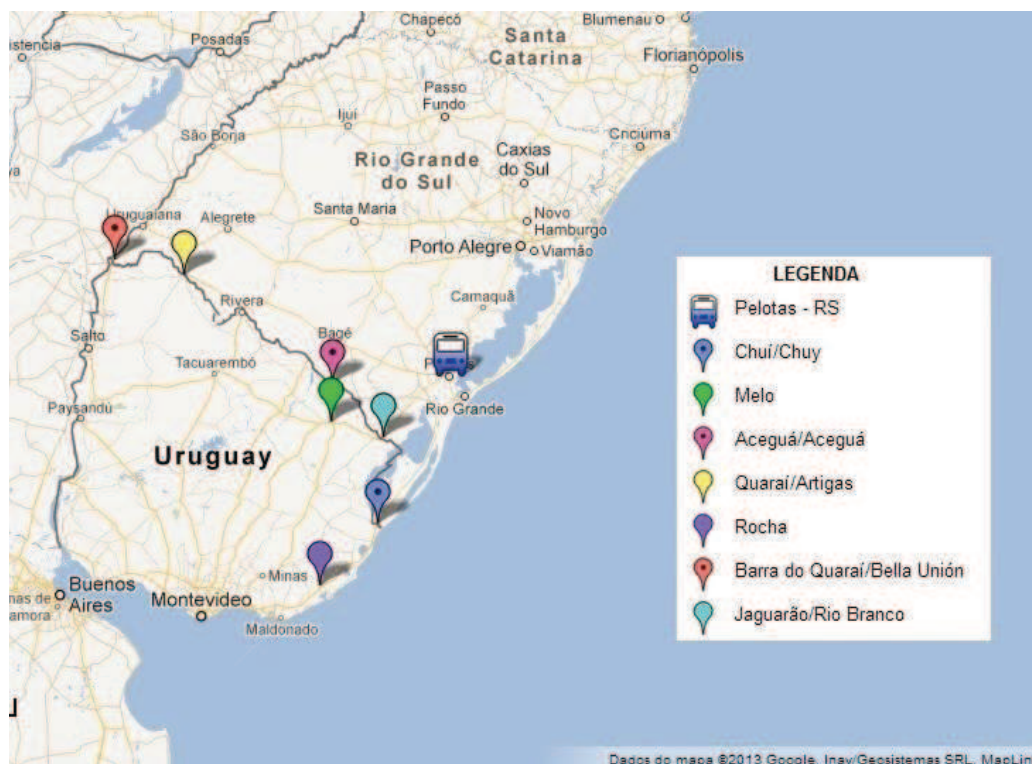 Chapecó
Blumenau
Posadas
Santa
Catarina
Florianópolis
Passo
Fundo
Ijuí
São Borja
Criciúma
Caxias
do Sul
Rio Grande
do Sul
Uruguaiana
Alegrete
Santa Maria
Novo
Hamburgo
Porto Alegre
Viamão
Camaquã
Rivera
Salto
Bagé
Tacuarembó
Rio Grande
Paysandú
Uruguay
Minas
Buenos
Aires
Montevideo
Maldonado
LEGENDA
Pelotas - RS
Chuí/Chuy
Melo
Aceguá/Aceguá
Quaraí/Artigas
Rocha
Barra do Quaraí/Bella Unión
Jaguarão/Rio Branco
Dados do mapa ©2013 Google, Inav/Geosistemas SRL, MapLin